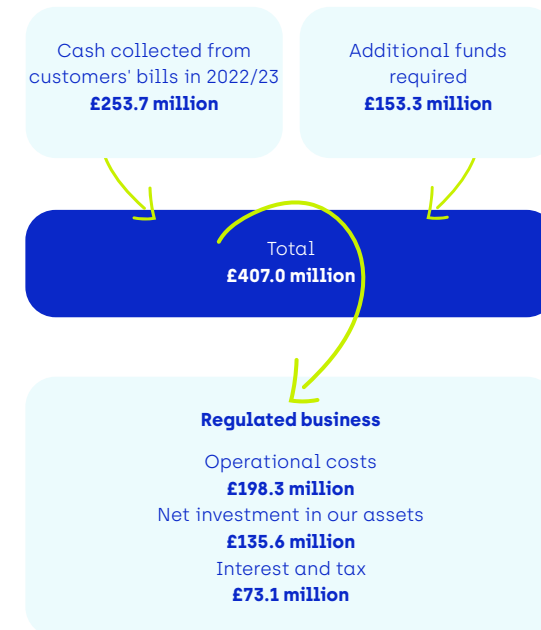 Cash collected from
customers' bills in 2022/23
£253.7 million
Additional funds
required
£153.3 million
Total
£407.0 million
Regulated business
Operational costs
£198.3 million
Net investment in our assets
£135.6 million
Interest and tax
£73.1 million